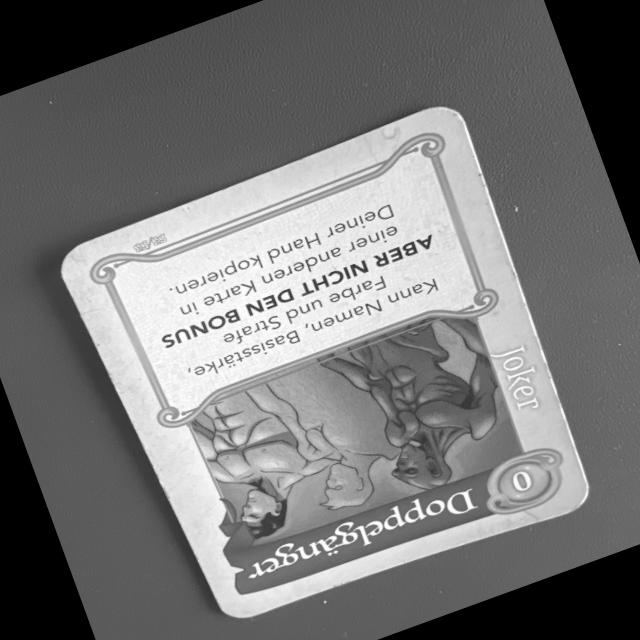 0
Doppelgänger
Joker
Kann Namen, Basisstärke,
Farbe und Strafe
ABER NICHT DEN BONUS
einer anderen Karte in
Deiner Hand kopieren.